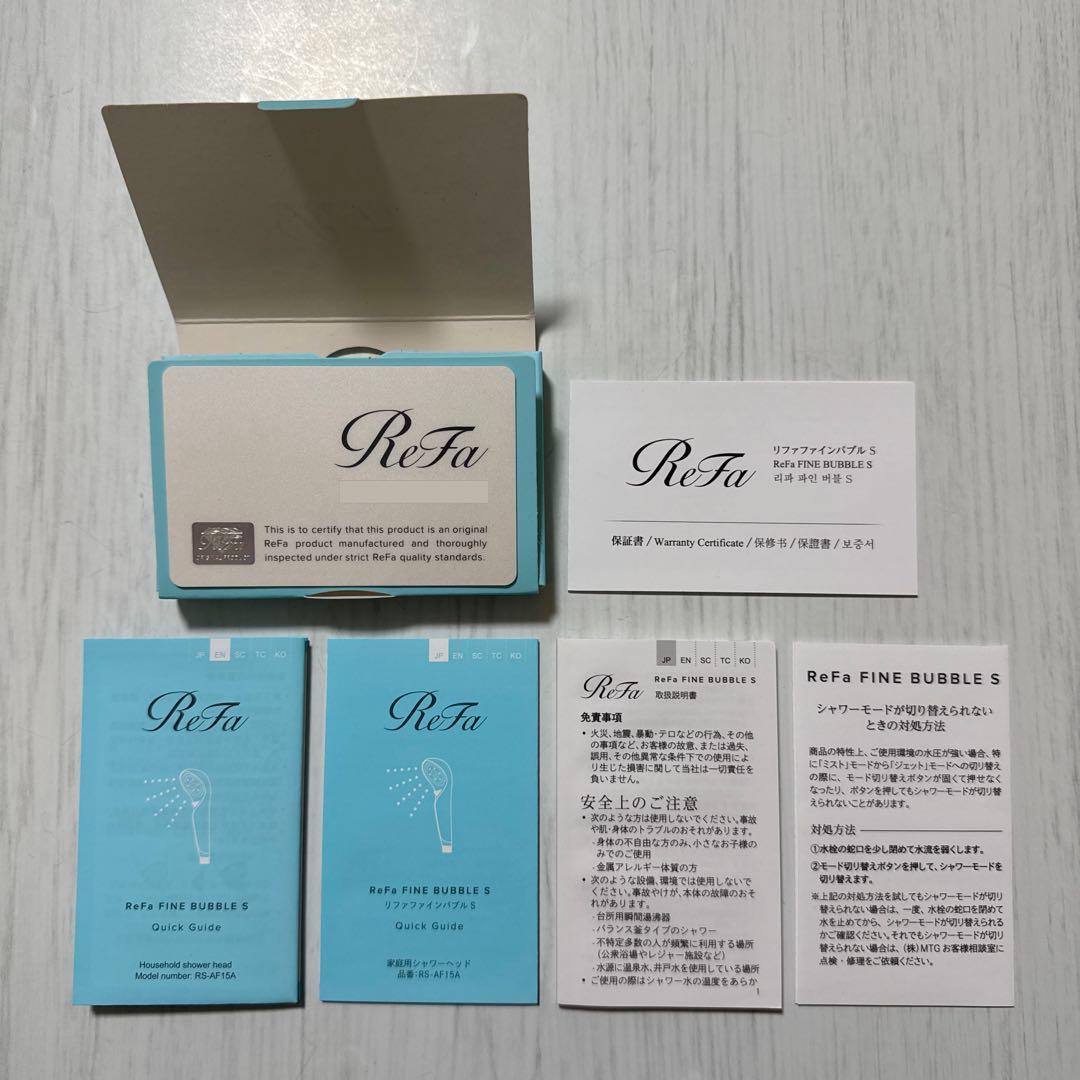 ReFa
This is to certify that this product is an original
ReFa product manufactured and thoroughly
inspected under strict ReFa quality standards.
ReFa
ORIGINAL PRODUCT
ReFa
リファファインバブル S
ReFa FINE BUBBLE S
리파 파인 버블 S
保証書 / Warranty Certificate / 保修书 / 保證書 / 보증서
JP EN SC TC KO
ReFa
ReFa FINE BUBBLE S
Quick Guide
Household shower head
Model number: RS-AF15A
JP EN SC TC KO
ReFa
ReFa FINE BUBBLE S
リファファインバブル S
Quick Guide
家庭用シャワーヘッド
品番：RS-AF15A
JP EN SC TC KO
ReFa
ReFa FINE BUBBLE S
取扱説明書
免責事項
• 火災、地震、暴動・テロなどの行為、その他
の事項など、お客様の故意、または過失、
誤用、その他異常な条件下での使用によ
り生じた損害に関して当社は一切責任を
負いません。
安全上のご注意
• 次のような方は使用しないでください。事故
や肌・身体のトラブルのおそれがあります。
- 身体の不自由な方のみ、小さなお子様の
みでのご使用
- 金属アレルギー体質の方
• 次のような設備、環境では使用しないで
ください。事故やけが、本体の故障のおそ
れがあります。
- 台所用瞬間湯沸器
- バランス釜タイプのシャワー
- 不特定多数の人が頻繁に利用する場所
（公衆浴場やレジャー施設など）
- 水源に温泉水、井戸水を使用している場所
• ご使用の際はシャワー水の温度をあらか
1
ReFa FINE BUBBLE S
シャワーモードが切り替えられない
ときの対処方法
商品の特性上、ご使用環境の水圧が強い場合、特
に「ミスト」モードから「ジェット」モードへの切り替え
の際に、モード切り替えボタンが固くて押せなく
なったり、ボタンを押してもシャワーモードが切り替
えられないことがあります。
対処方法
①水栓の蛇口を少し閉めて水流を弱くします。
②モード切り替えボタンを押して、シャワーモードを
切り替えます。
※上記の対処方法を試してもシャワーモードが切り
替えられない場合は、一度、水栓の蛇口を閉めて
水を止めてから、シャワーモードが切り替えられる
かご確認ください。それでもシャワーモードが切り
替えられない場合は、（株）MTG お客様相談室に
点検・修理をご依頼ください。